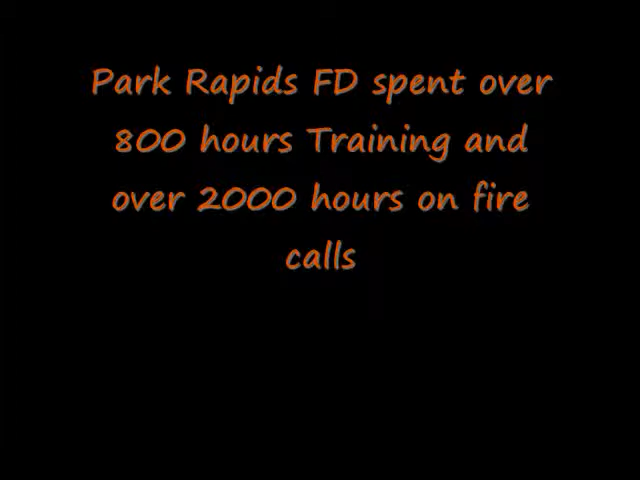 Park Rapids FD spent over
800 hours Training and
over 2000 hours on fire
calls